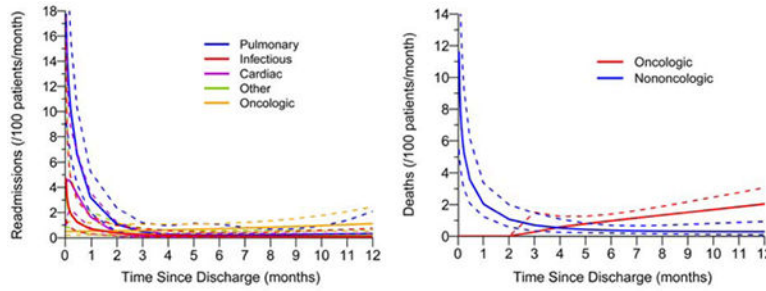 18
16
14
12
10
8
6
4
2
0
Readmissions (/100 patients/month)
Pulmonary
Infectious
Cardiac
Other
Oncologic
0 1 2 3 4 5 6 7 8 9 10 11 12
Time Since Discharge (months)
14
12
10
8
6
4
2
0
Deaths (/100 patients/month)
Oncologic
Nononcologic
0 1 2 3 4 5 6 7 8 9 10 11 12
Time Since Discharge (months)